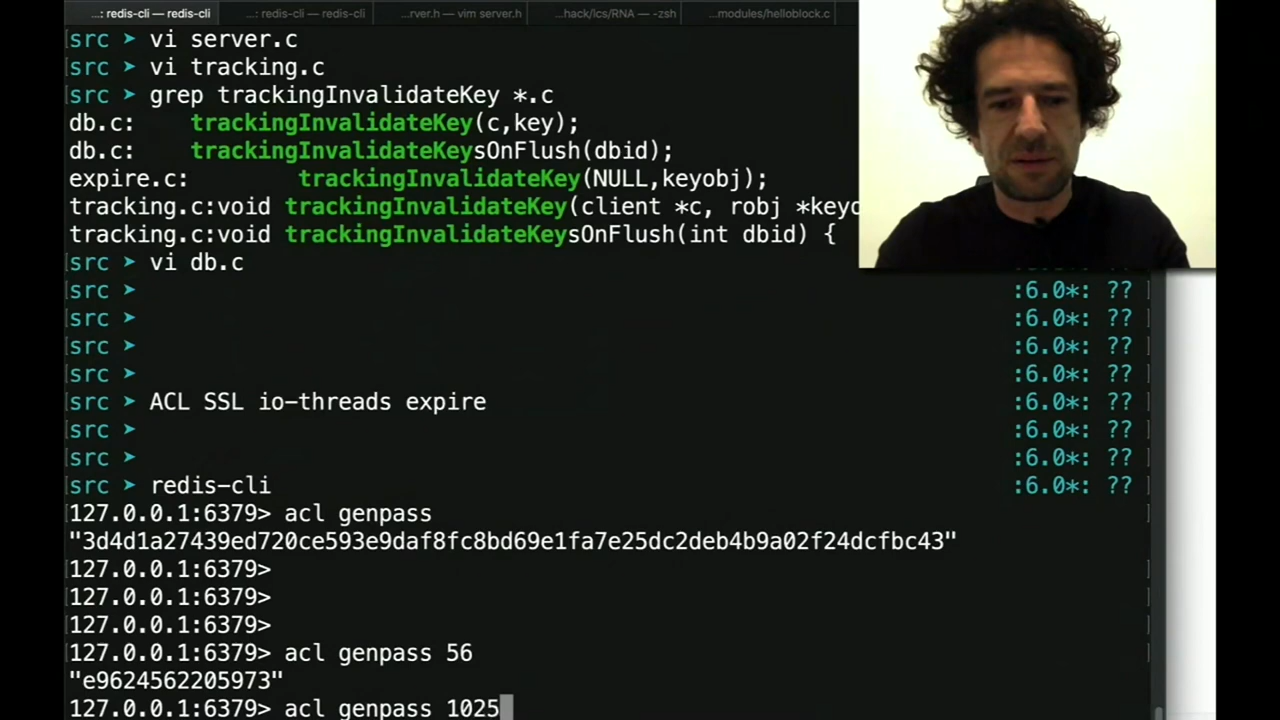 ...: redis-cli — redis-cli
...: redis-cli — redis-cli
...rver.h — vim server.h
...hack/lcs/RNA — -zsh
...modules/helloblock.c
src ➤ vi server.c
src ➤ vi tracking.c
src ➤ grep trackingInvalidateKey *.c
db.c:    trackingInvalidateKey(c,key);
db.c:    trackingInvalidateKeysOnFlush(dbid);
expire.c:        trackingInvalidateKey(NULL,keyobj);
tracking.c:void trackingInvalidateKey(client *c, robj *keyo
tracking.c:void trackingInvalidateKeysOnFlush(int dbid) {
src ➤ vi db.c
src ➤ :6.0*: ??
src ➤ :6.0*: ??
src ➤ :6.0*: ??
src ➤ :6.0*: ??
src ➤ ACL SSL io-threads expire :6.0*: ??
src ➤ :6.0*: ??
src ➤ :6.0*: ??
src ➤ redis-cli :6.0*: ??
127.0.0.1:6379> acl genpass
"3d4d1a27439ed720ce593e9daf8fc8bd69e1fa7e25dc2deb4b9a02f24dcfbc43"
127.0.0.1:6379>
127.0.0.1:6379>
127.0.0.1:6379>
127.0.0.1:6379> acl genpass 56
"e9624562205973"
127.0.0.1:6379> acl genpass 1025